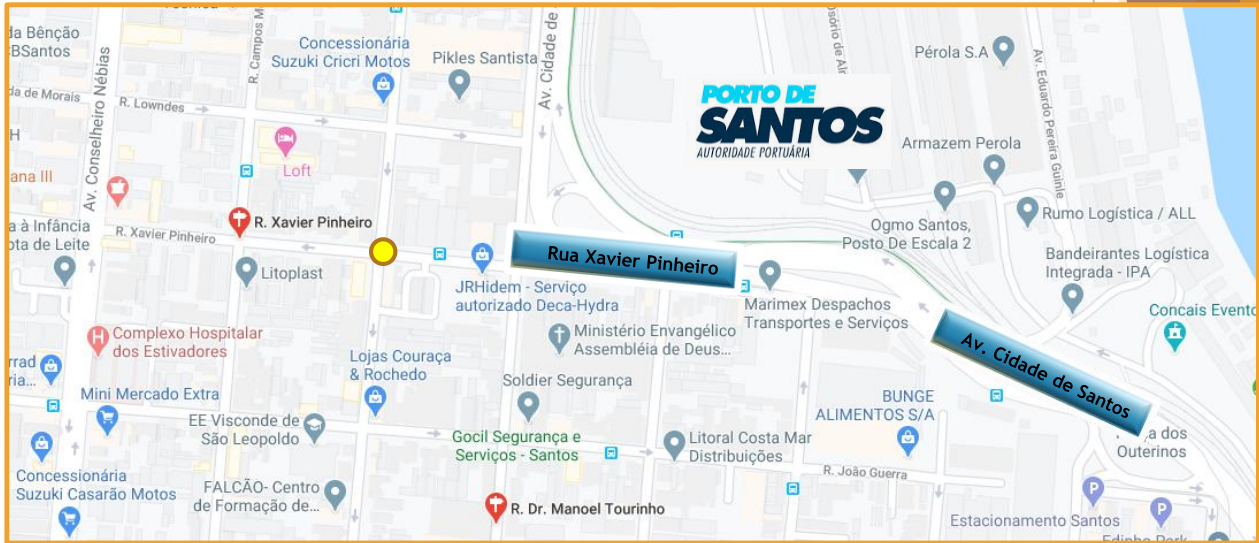 da Bênção
CBSantos
R. Campos M
Concessionária
Suzuki Cricri Motos
Pikles Santista
Av. Cidade de
Pérola S.A
Av. Eduardo Pereira Guinle
da de Morais
R. Lowndes
Av. Conselheiro Nébias
PORTO DE
SANTOS
AUTORIDADE PORTUÁRIA
Armazem Perola
H
ana III
Loft
a à Infância
ota de Leite
R. Xavier Pinheiro
R. Xavier Pinheiro
Litoplast
JRHidem - Serviço
autorizado Deca-Hydra
Rua Xavier Pinheiro
Ogmo Santos,
Posto De Escala 2
Rumo Logística / ALL
Bandeirantes Logística
Integrada - IPA
Marimex Despachos
Transportes e Serviços
Concais Evento
Complexo Hospitalar
dos Estivadores
Ministério Envangélico
Assembléia de Deus...
Av. Cidade de Santos
rrad
ria...
Lojas Couraça
& Rochedo
Soldier Segurança
Mini Mercado Extra
BUNGE
ALIMENTOS S/A
EE Visconde de
São Leopoldo
Gocil Segurança e
Serviços - Santos
Litoral Costa Mar
Distribuições
R. João Guerra
a dos
Outerinos
Concessionária
Suzuki Casarão Motos
FALCÃO- Centro
de Formação de...
R. Dr. Manoel Tourinho
P
P
Estacionamento Santos
Edinho Park